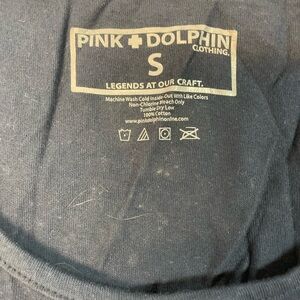 PINK + DOLPHIN
CLOTHING.
S
LEGENDS AT OUR CRAFT.
Machine Wash Cold Inside-Out With Like Colors
Non-Chlorine Bleach Only
Tumble Dry Low
100% Cotton
www.pinkdolphinonline.com